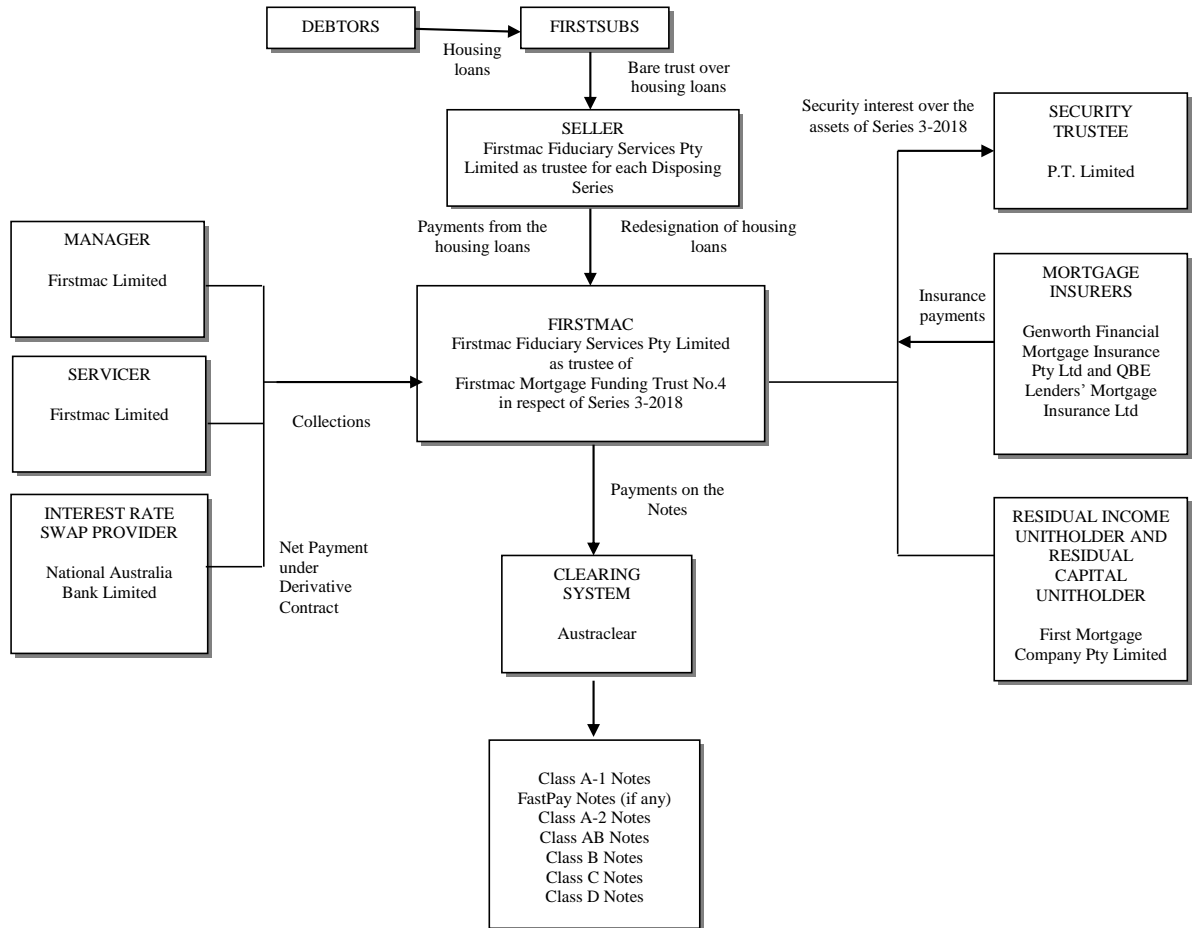 DEBTORS
FIRSTSUBS
Housing
loans
Bare trust over
housing loans
SELLER
Firstmac Fiduciary Services Pty
Limited as trustee for each Disposing
Series
Security interest over the
assets of Series 3-2018
SECURITY
TRUSTEE
P.T. Limited
Payments from the
housing loans
Redesignation of housing
loans
MANAGER
Firstmac Limited
SERVICER
Firstmac Limited
INTEREST RATE
SWAP PROVIDER
National Australia
Bank Limited
Collections
Net Payment
under
Derivative
Contract
FIRSTMAC
Firstmac Fiduciary Services Pty Limited
as trustee of
Firstmac Mortgage Funding Trust No.4
in respect of Series 3-2018
Insurance
payments
MORTGAGE
INSURERS
Genworth Financial
Mortgage Insurance
Pty Ltd and QBE
Lenders’ Mortgage
Insurance Ltd
RESIDUAL INCOME
UNITHOLDER AND
RESIDUAL
CAPITAL
UNITHOLDER
First Mortgage
Company Pty Limited
Payments on the
Notes
CLEARING
SYSTEM
Austraclear
Class A-1 Notes
FastPay Notes (if any)
Class A-2 Notes
Class AB Notes
Class B Notes
Class C Notes
Class D Notes